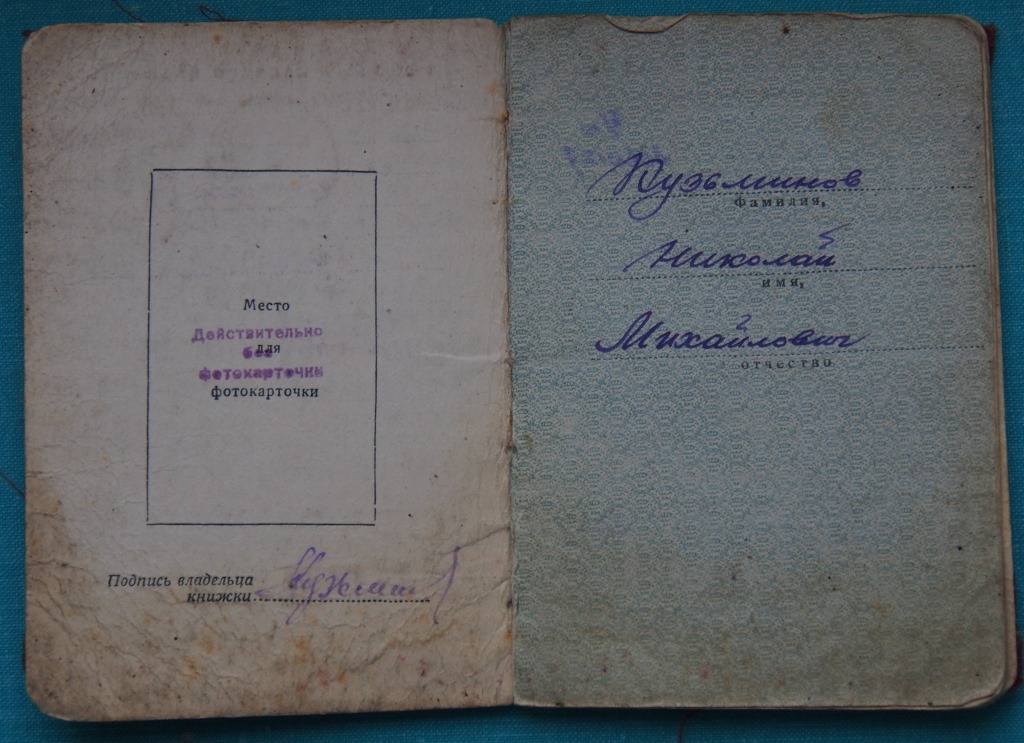 Место
Действительно
для
без
фотокарточки
фотокарточки
Подпись владельца
книжки
Кузьминов
фамилия,
Николай
имя,
Михайлович
отчество